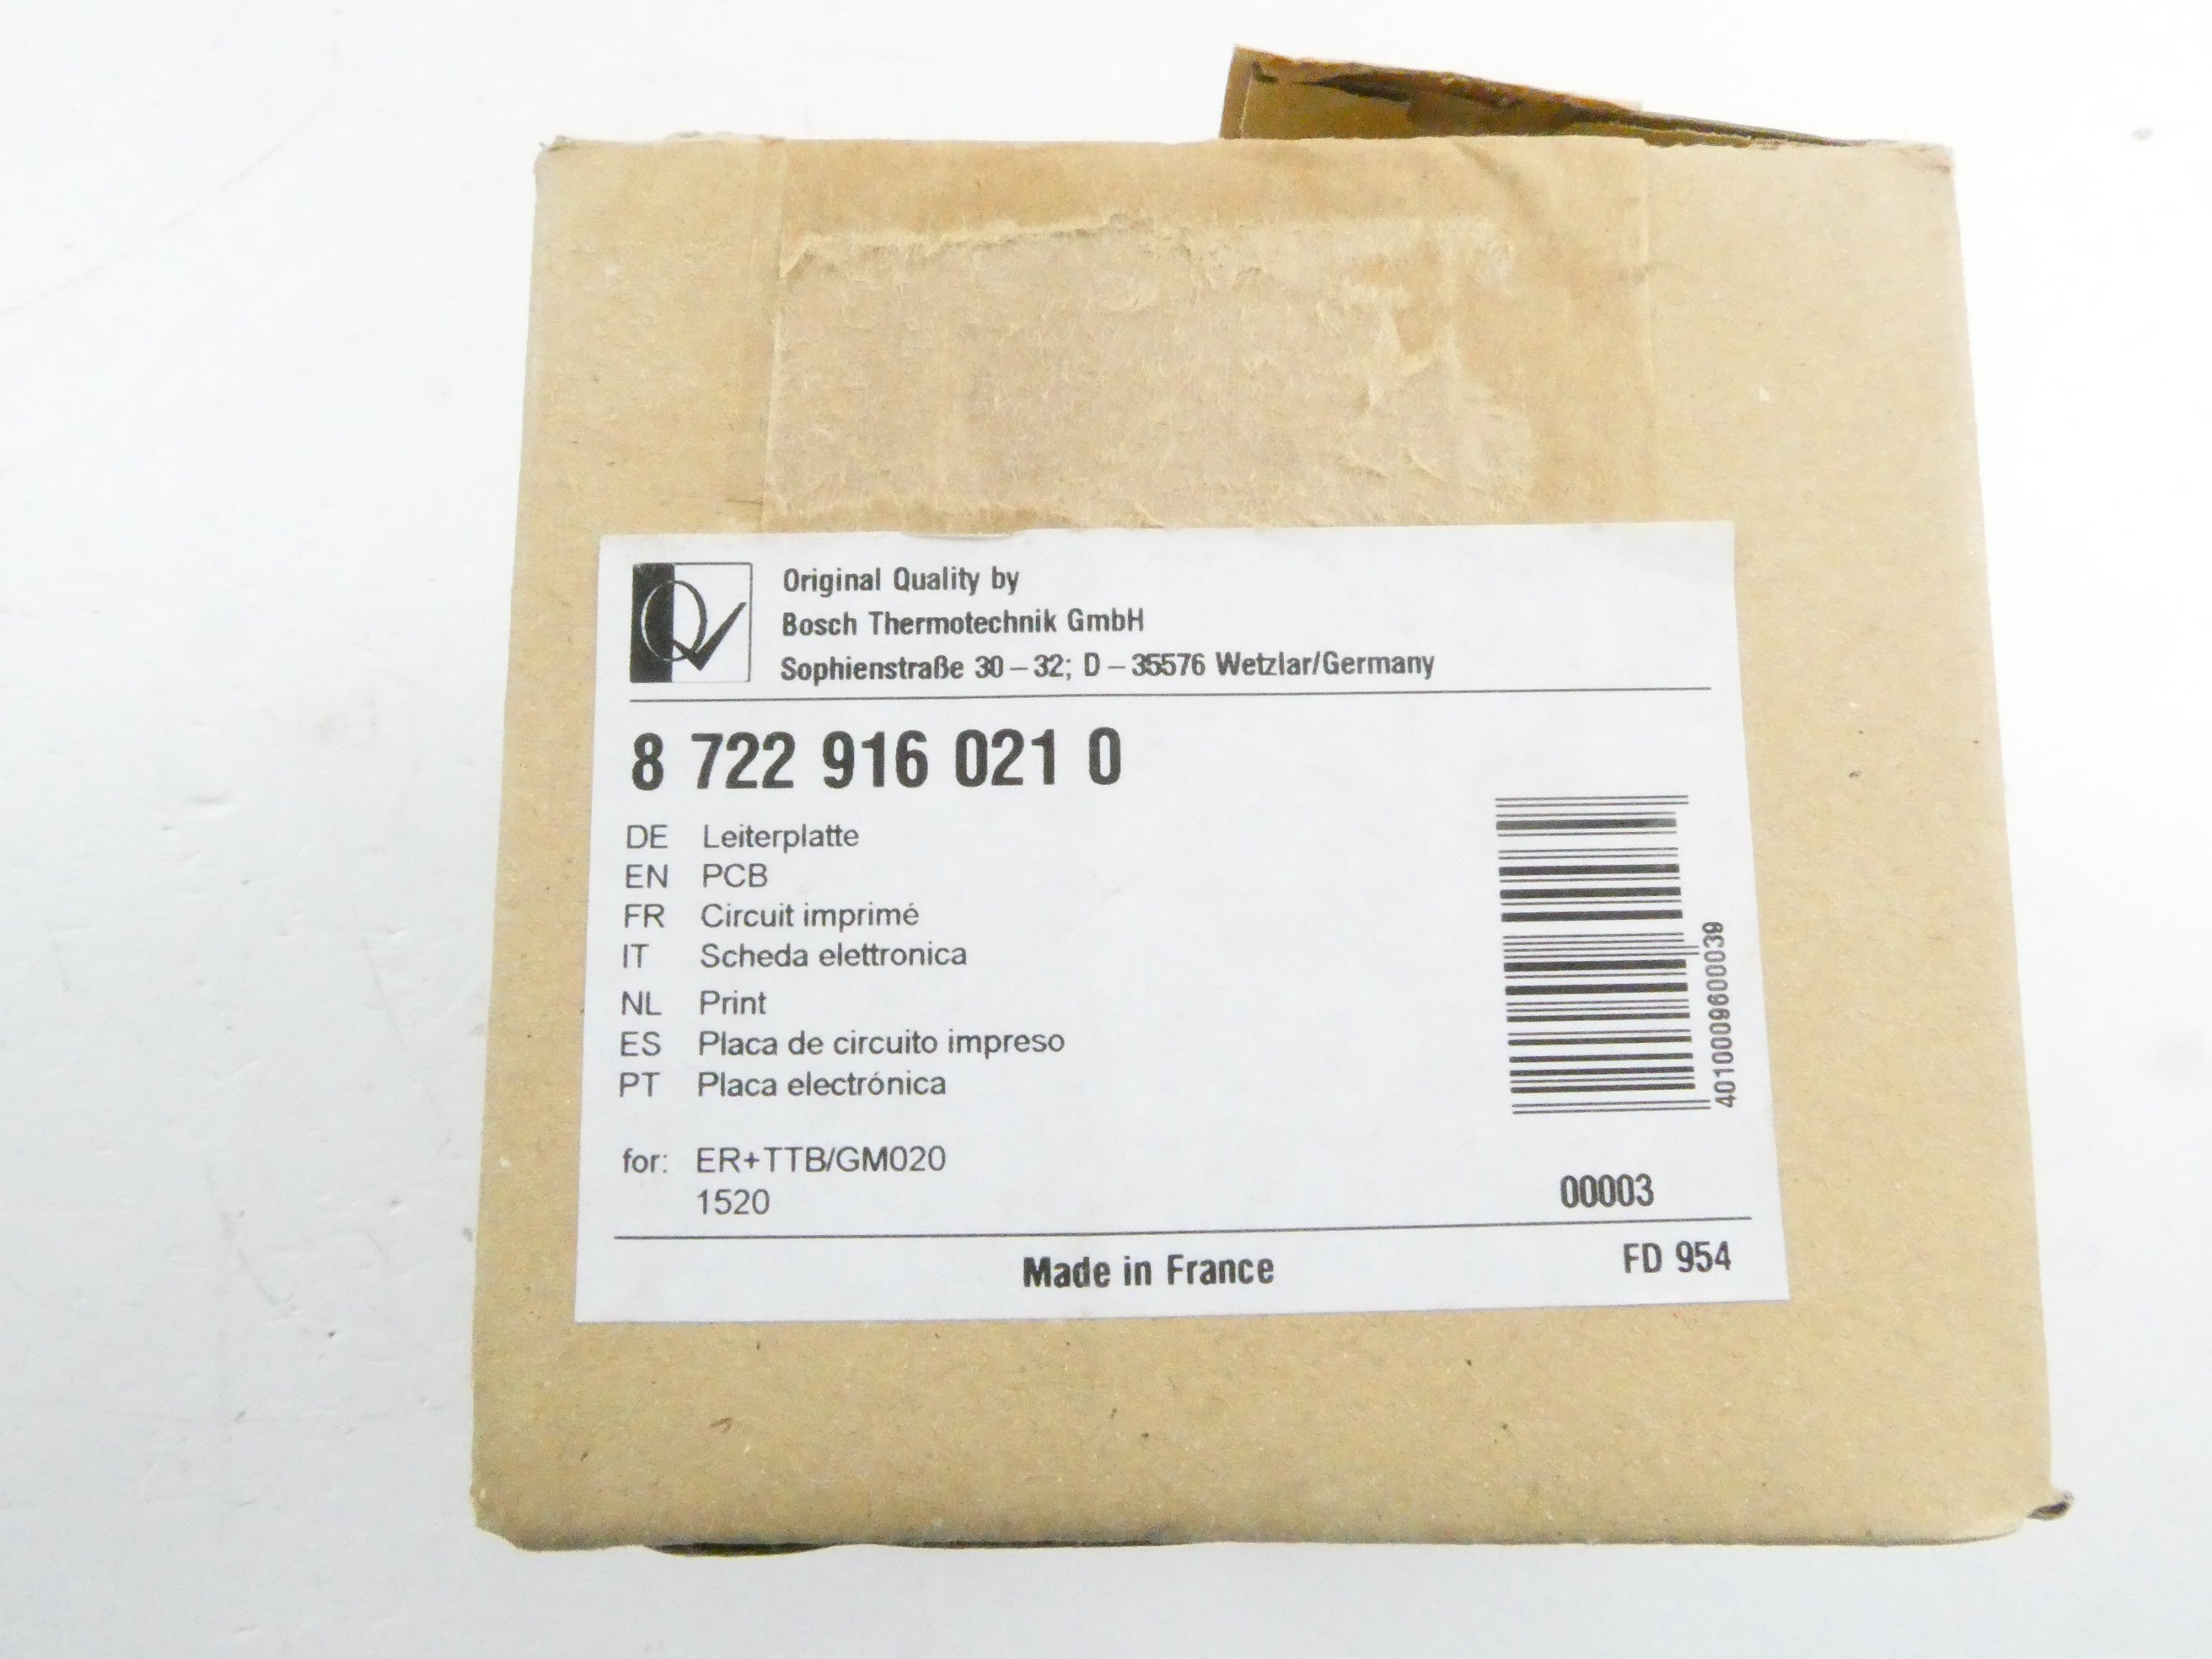 Original Quality by
Bosch Thermotechnik GmbH
Sophienstraße 30 – 32; D – 35576 Wetzlar/Germany
8 722 916 021 0
DE Leiterplatte
EN PCB
FR Circuit imprimé
IT Scheda elettronica
NL Print
ES Placa de circuito impreso
PT Placa electrónica
4010009600039
for: ER+TTB/GM020
1520
00003
Made in France
FD 954